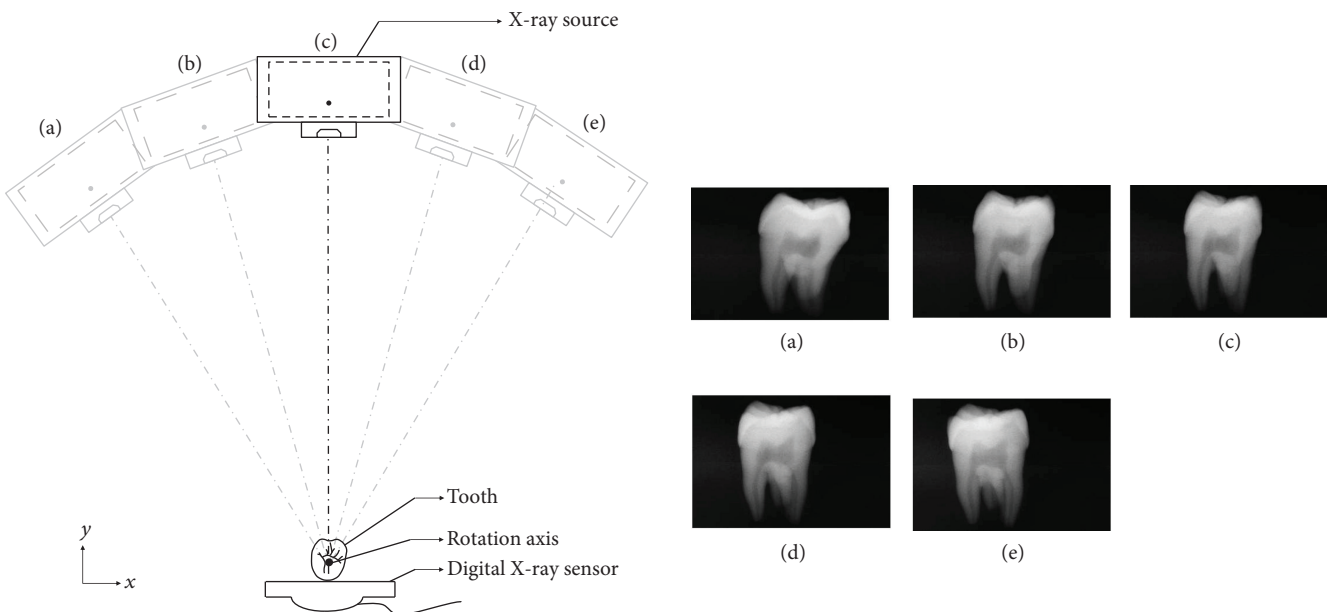 X-ray source
(c)
(b)
(d)
(a)
(e)
Tooth
Rotation axis
Digital X-ray sensor
y
x
(a)
(b)
(c)
(d)
(e)